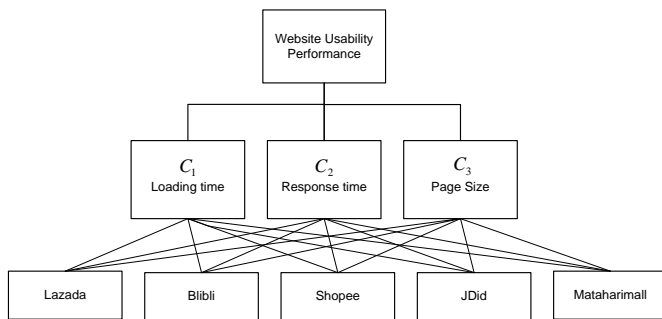 Website Usability
Performance
C₁
Loading time
C₂
Response time
C₃
Page Size
Lazada
Blibli
Shopee
JDid
Mataharimall